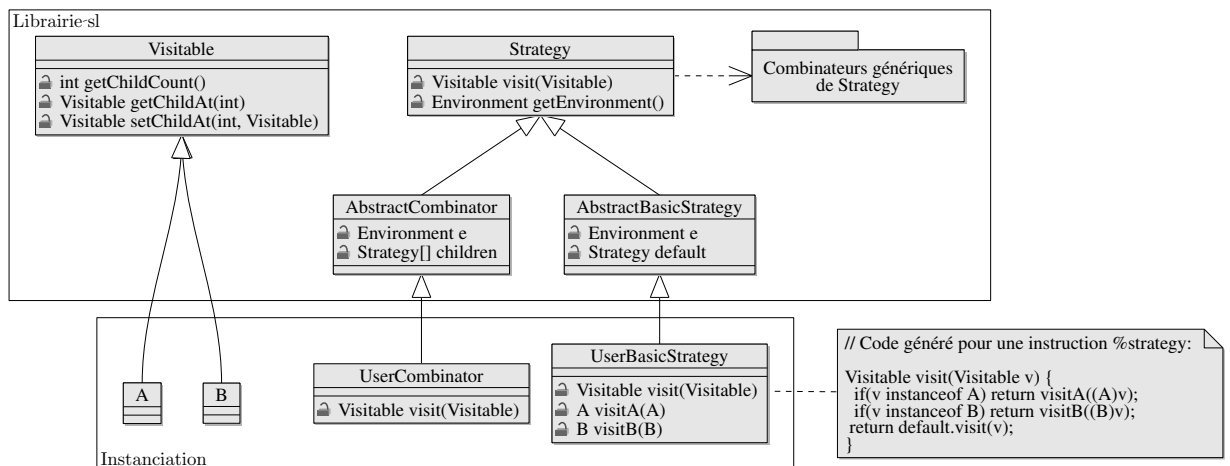 Librairie-sl
Visitable
int getChildCount()
Visitable getChildAt(int)
Visitable setChildAt(int, Visitable)
Strategy
Visitable visit(Visitable)
Environment getEnvironment()
Combinateurs génériques
de Strategy
AbstractCombinator
Environment e
Strategy[] children
AbstractBasicStrategy
Environment e
Strategy default
A
B
UserCombinator
Visitable visit(Visitable)
UserBasicStrategy
Visitable visit(Visitable)
A visitA(A)
B visitB(B)
// Code généré pour une instruction %strategy:
Visitable visit(Visitable v) {
if(v instanceof A) return visitA((A)v);
if(v instanceof B) return visitB((B)v);
return default.visit(v);
}
Instanciation